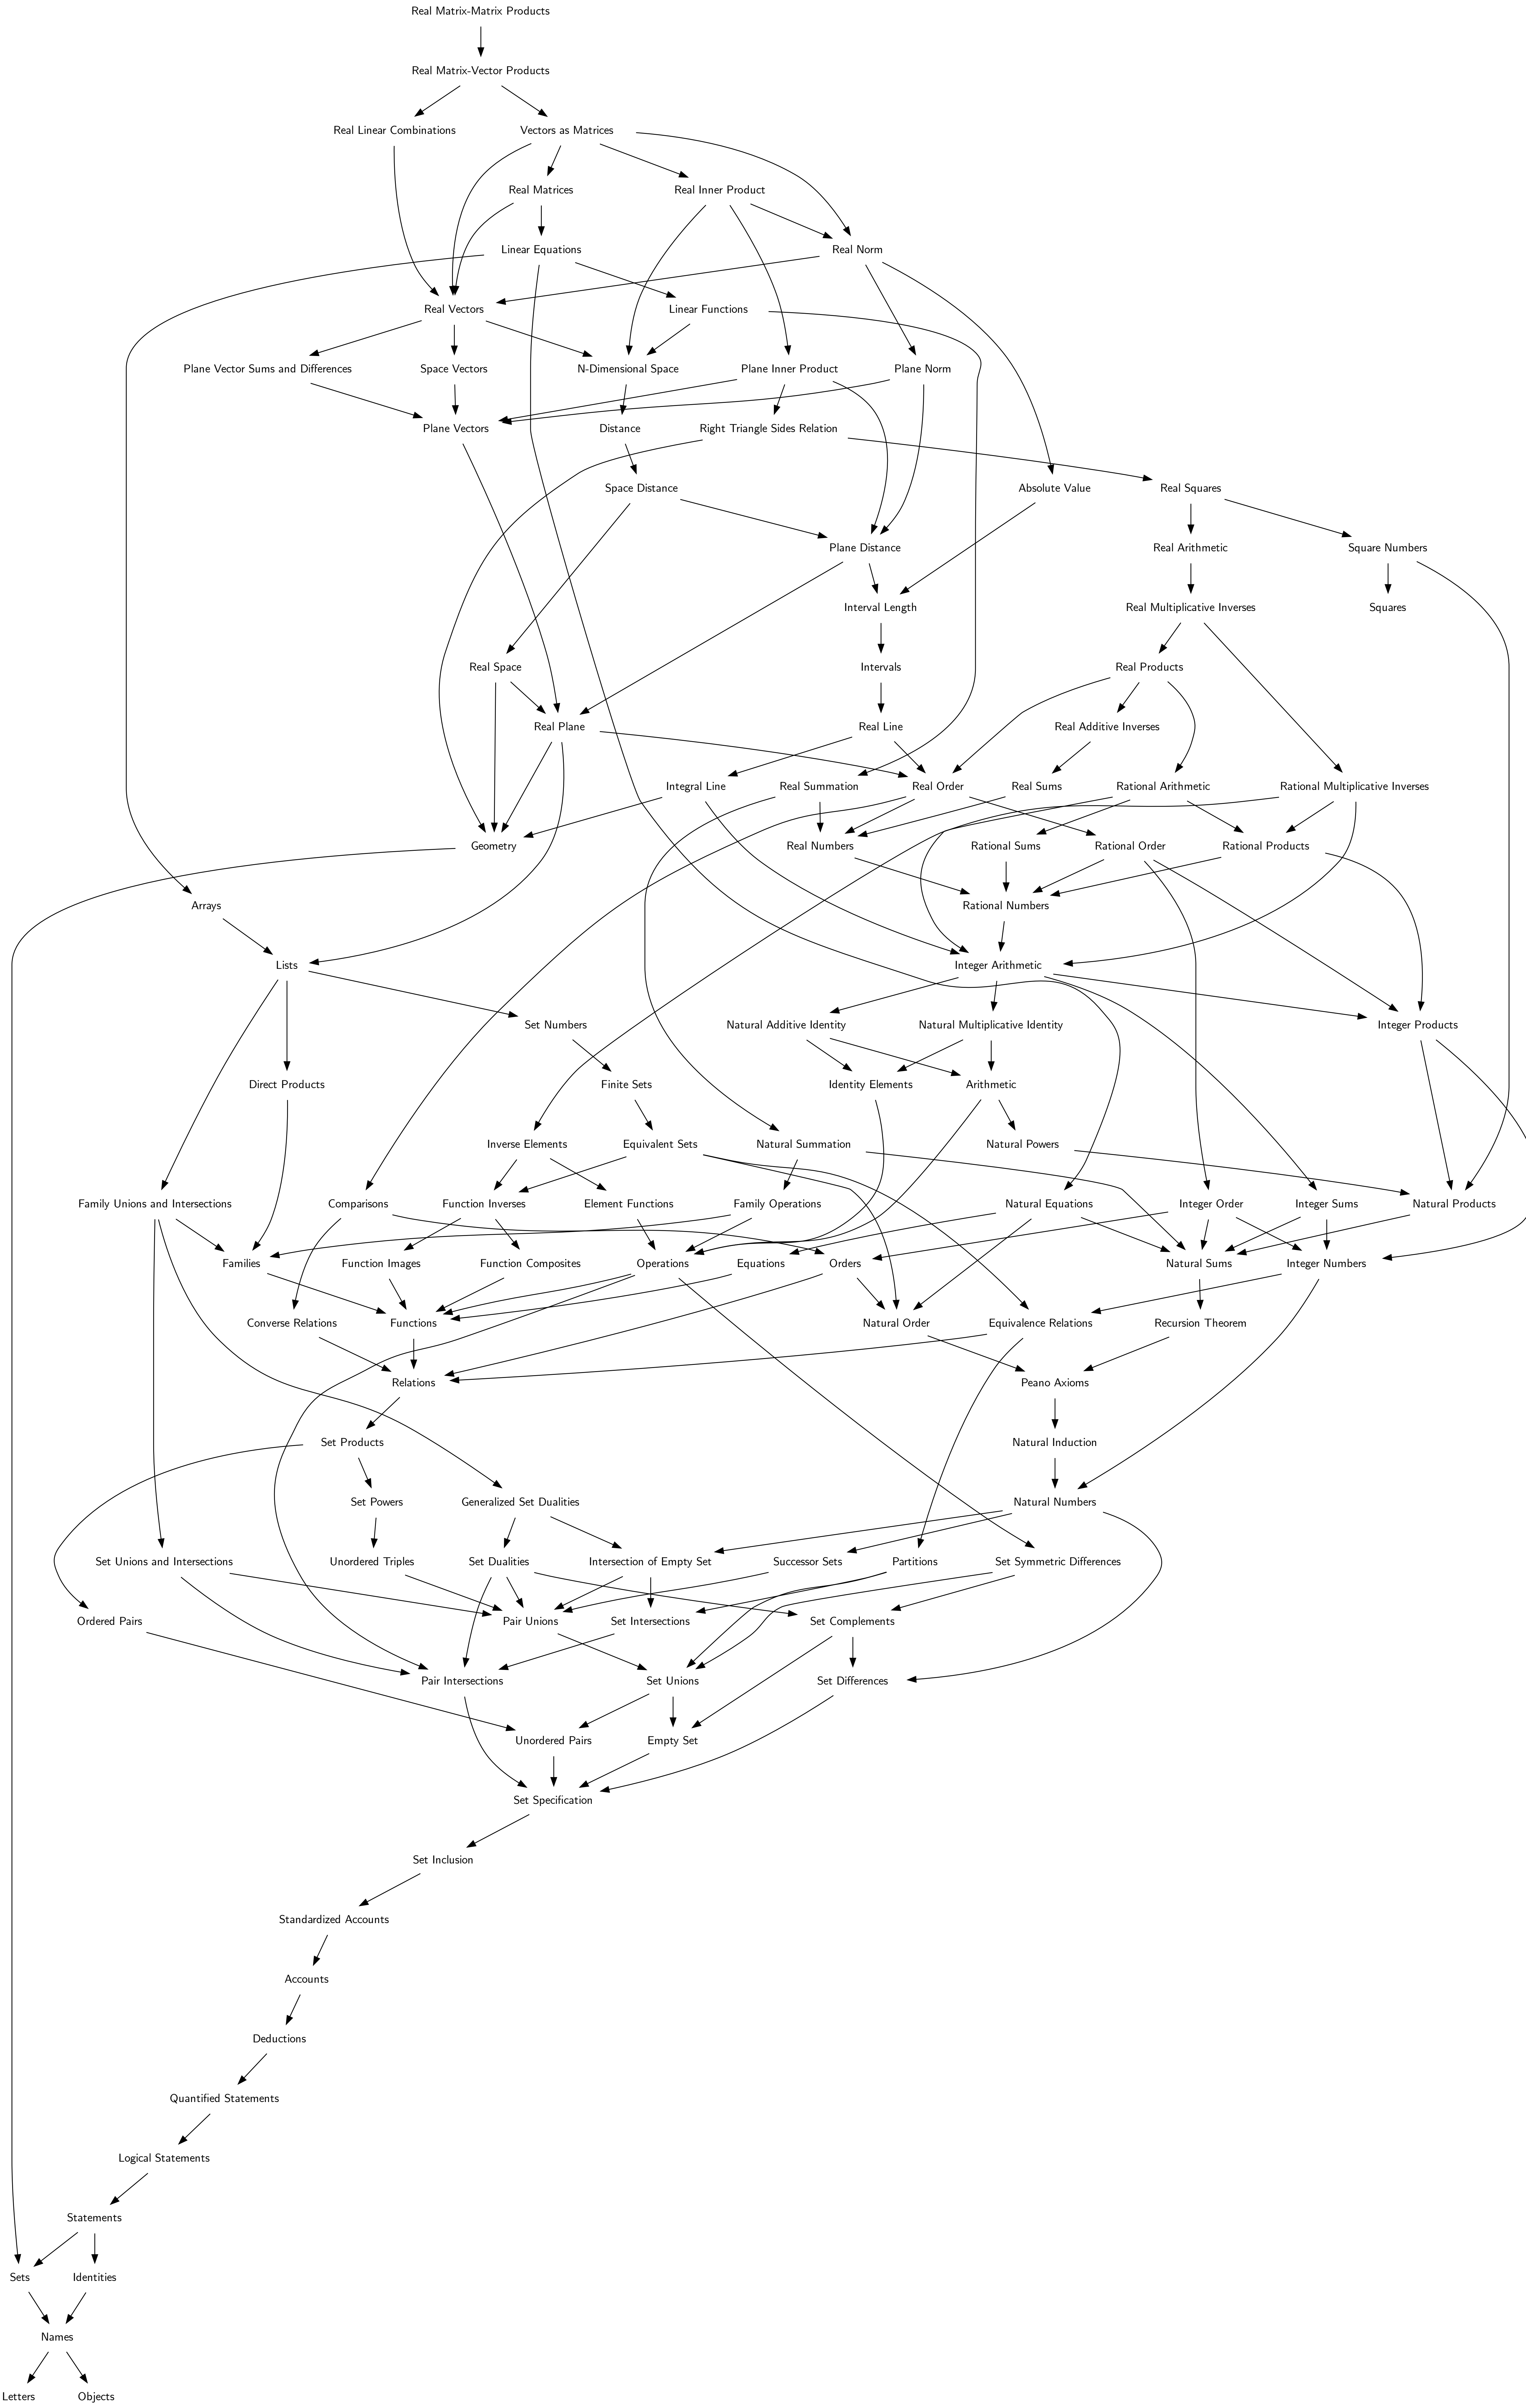 Real Matrix-Matrix Products
Real Matrix-Vector Products
Real Linear Combinations
Vectors as Matrices
Real Matrices
Real Inner Product
Linear Equations
Real Norm
Real Vectors
Linear Functions
Plane Vector Sums and Differences
Space Vectors
N-Dimensional Space
Plane Inner Product
Plane Norm
Plane Vectors
Distance
Right Triangle Sides Relation
Space Distance
Absolute Value
Real Squares
Plane Distance
Real Arithmetic
Square Numbers
Interval Length
Real Multiplicative Inverses
Squares
Real Space
Intervals
Real Products
Real Plane
Real Line
Real Additive Inverses
Integral Line
Real Summation
Real Order
Real Sums
Rational Arithmetic
Rational Multiplicative Inverses
Geometry
Real Numbers
Rational Sums
Rational Order
Rational Products
Arrays
Rational Numbers
Lists
Integer Arithmetic
Set Numbers
Natural Additive Identity
Natural Multiplicative Identity
Integer Products
Direct Products
Finite Sets
Identity Elements
Arithmetic
Inverse Elements
Equivalent Sets
Natural Summation
Natural Powers
Family Unions and Intersections
Comparisons
Function Inverses
Element Functions
Family Operations
Natural Equations
Integer Order
Integer Sums
Natural Products
Families
Function Images
Function Composites
Operations
Equations
Orders
Natural Sums
Integer Numbers
Converse Relations
Functions
Natural Order
Equivalence Relations
Recursion Theorem
Relations
Peano Axioms
Set Products
Natural Induction
Set Powers
Generalized Set Dualities
Natural Numbers
Set Unions and Intersections
Unordered Triples
Set Dualities
Intersection of Empty Set
Successor Sets
Partitions
Set Symmetric Differences
Ordered Pairs
Pair Unions
Set Intersections
Set Complements
Pair Intersections
Set Unions
Set Differences
Unordered Pairs
Empty Set
Set Specification
Set Inclusion
Standardized Accounts
Accounts
Deductions
Quantified Statements
Logical Statements
Statements
Sets
Identities
Names
Letters
Objects